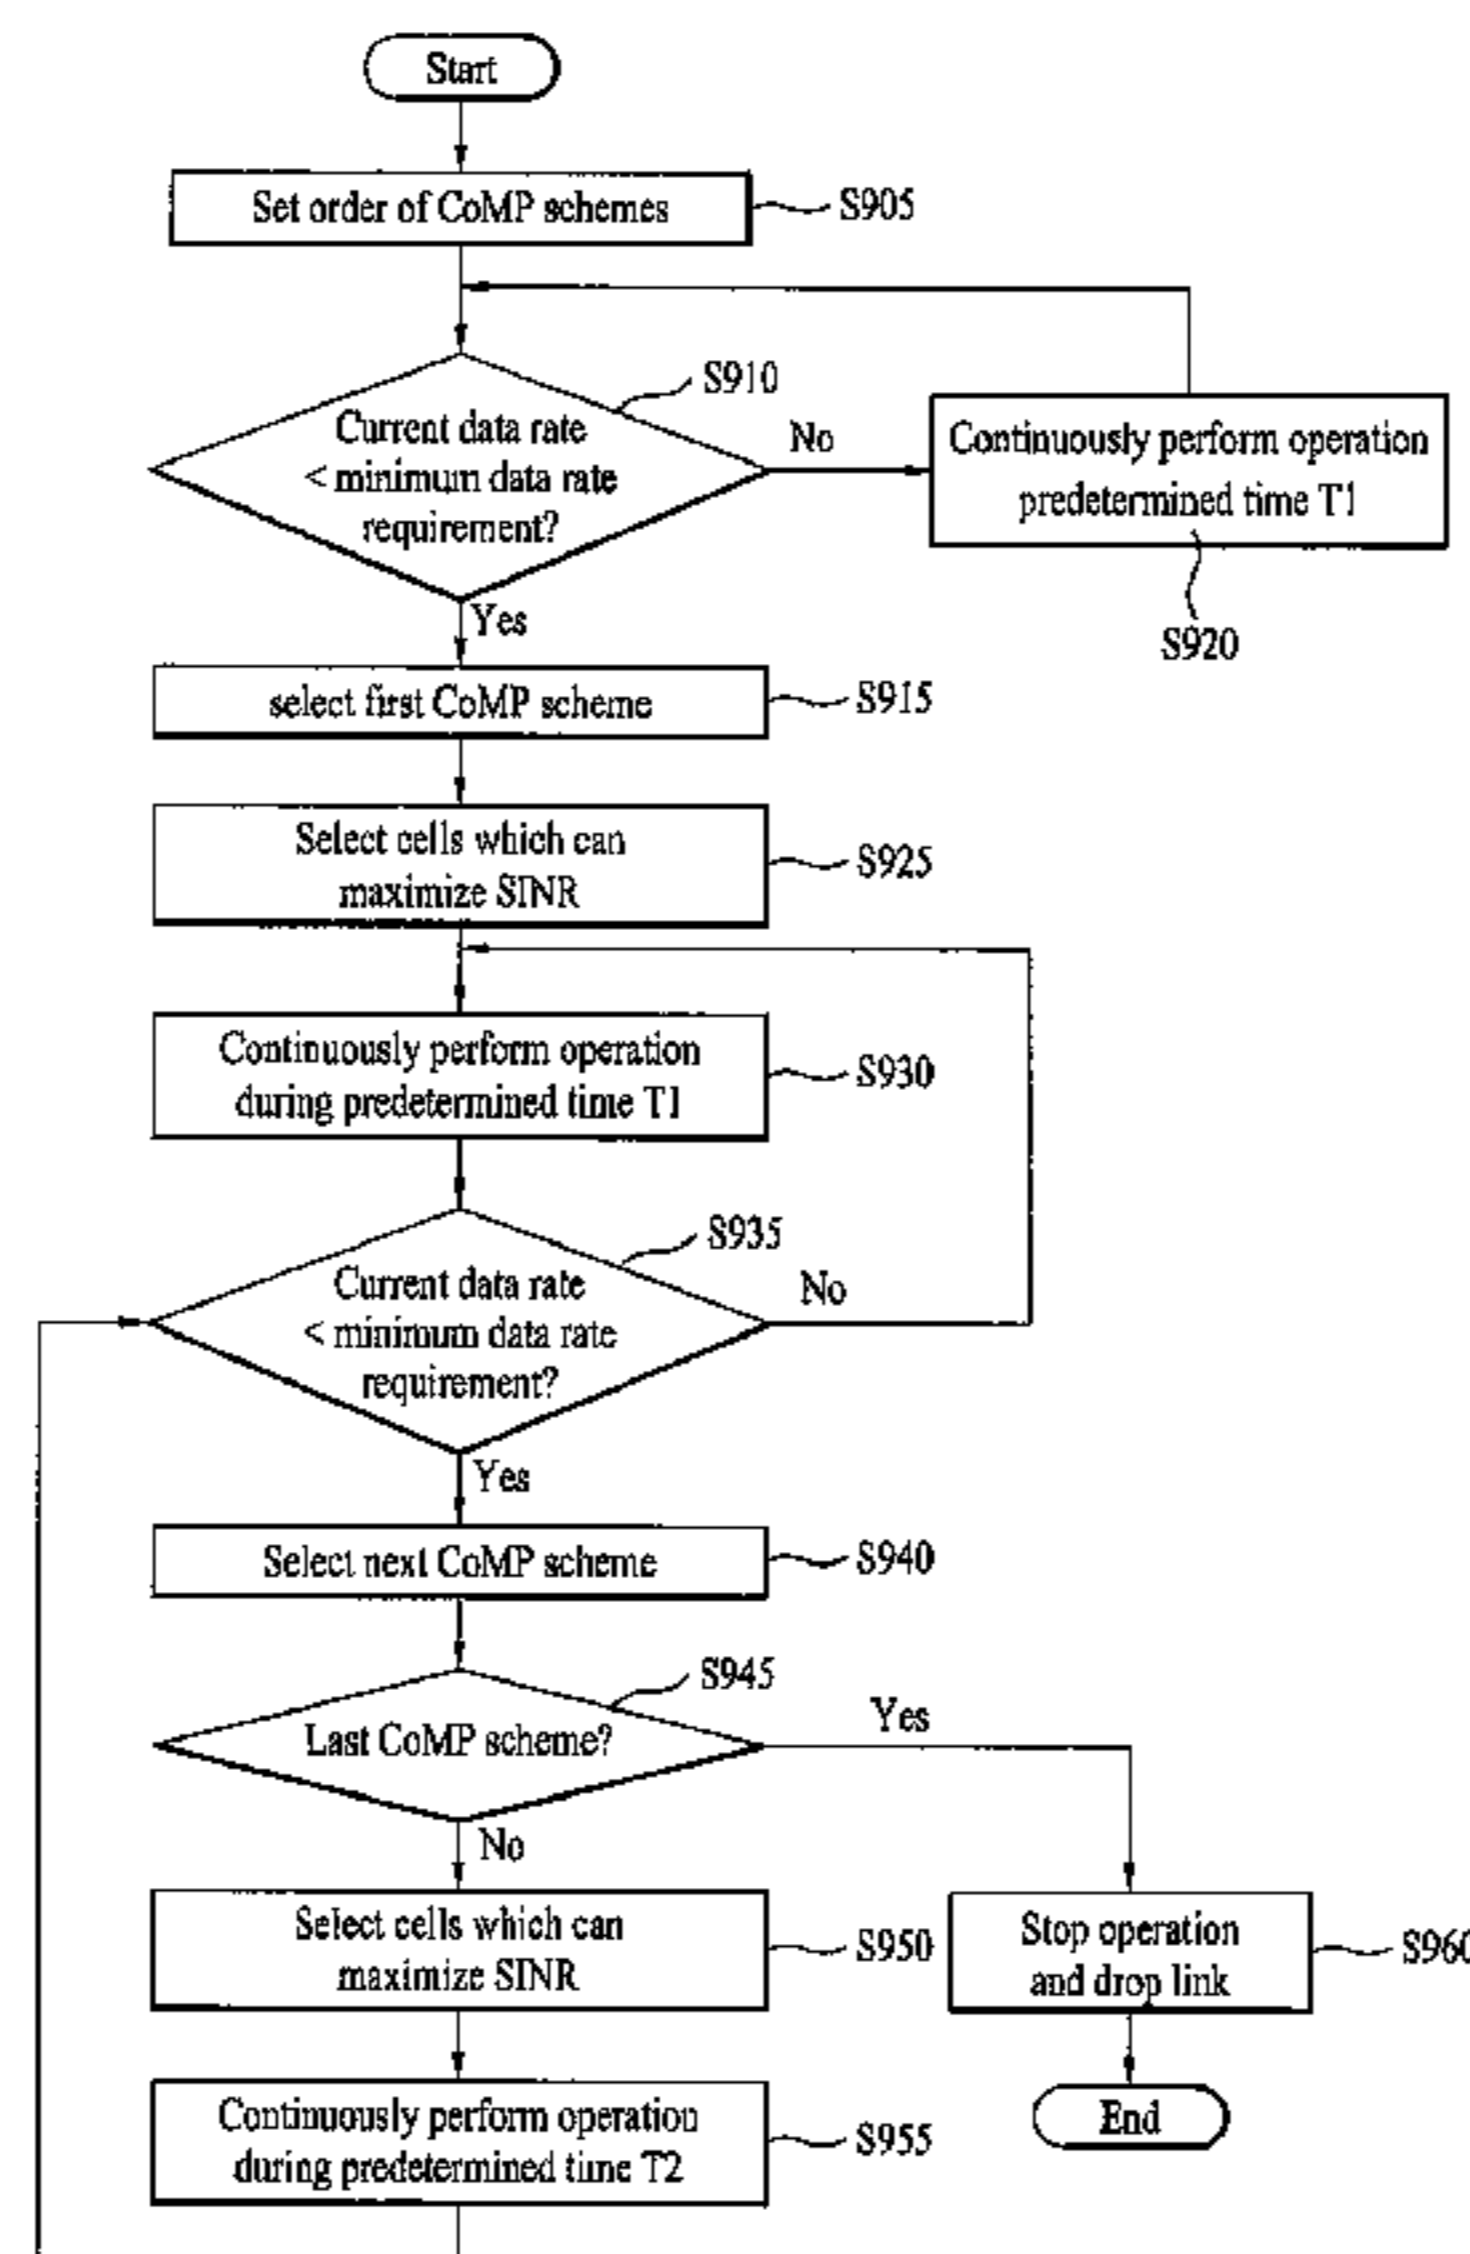 Start
Set order of CoMP schemes
S905
S910
Current data rate
< minimum data rate
requirement?
No
Continuously perform operation
predetermined time T1
S920
Yes
select first CoMP scheme
S915
Select cells which can
maximize SINR
S925
Continuously perform operation
during predetermined time T1
S930
S935
Current data rate
< minimum data rate
requirement?
No
Yes
Select next CoMP scheme
S940
S945
Last CoMP scheme?
Yes
No
Select cells which can
maximize SINR
S950
Stop operation
and drop link
S960
Continuously perform operation
during predetermined time T2
S955
End